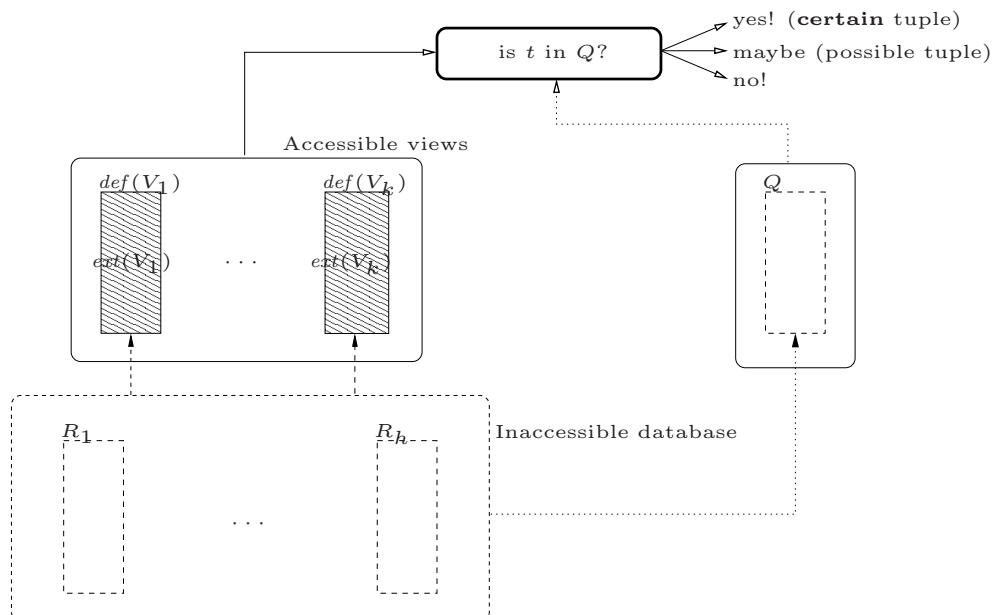 yes! (certain tuple)
is t in Q?
maybe (possible tuple)
no!
Accessible views
def(V1) def(Vk)
Q
ext(V1) · · · ext(Vk)
R1 Rh
Inaccessible database
· · ·